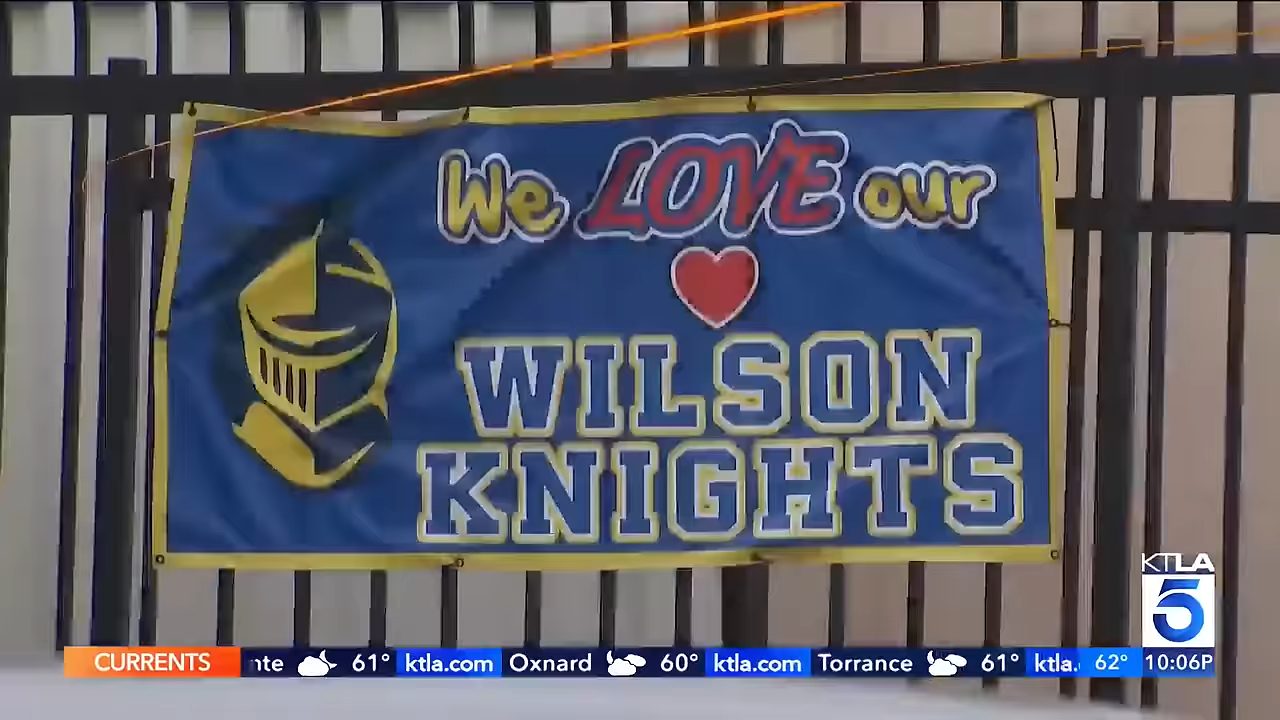 We LOVE our
WILSON
KNIGHTS
KTLA
5
CURRENTS nte 61° ktla.com Oxnard 60° ktla.com Torrance 61° ktla. 62° 10:06P